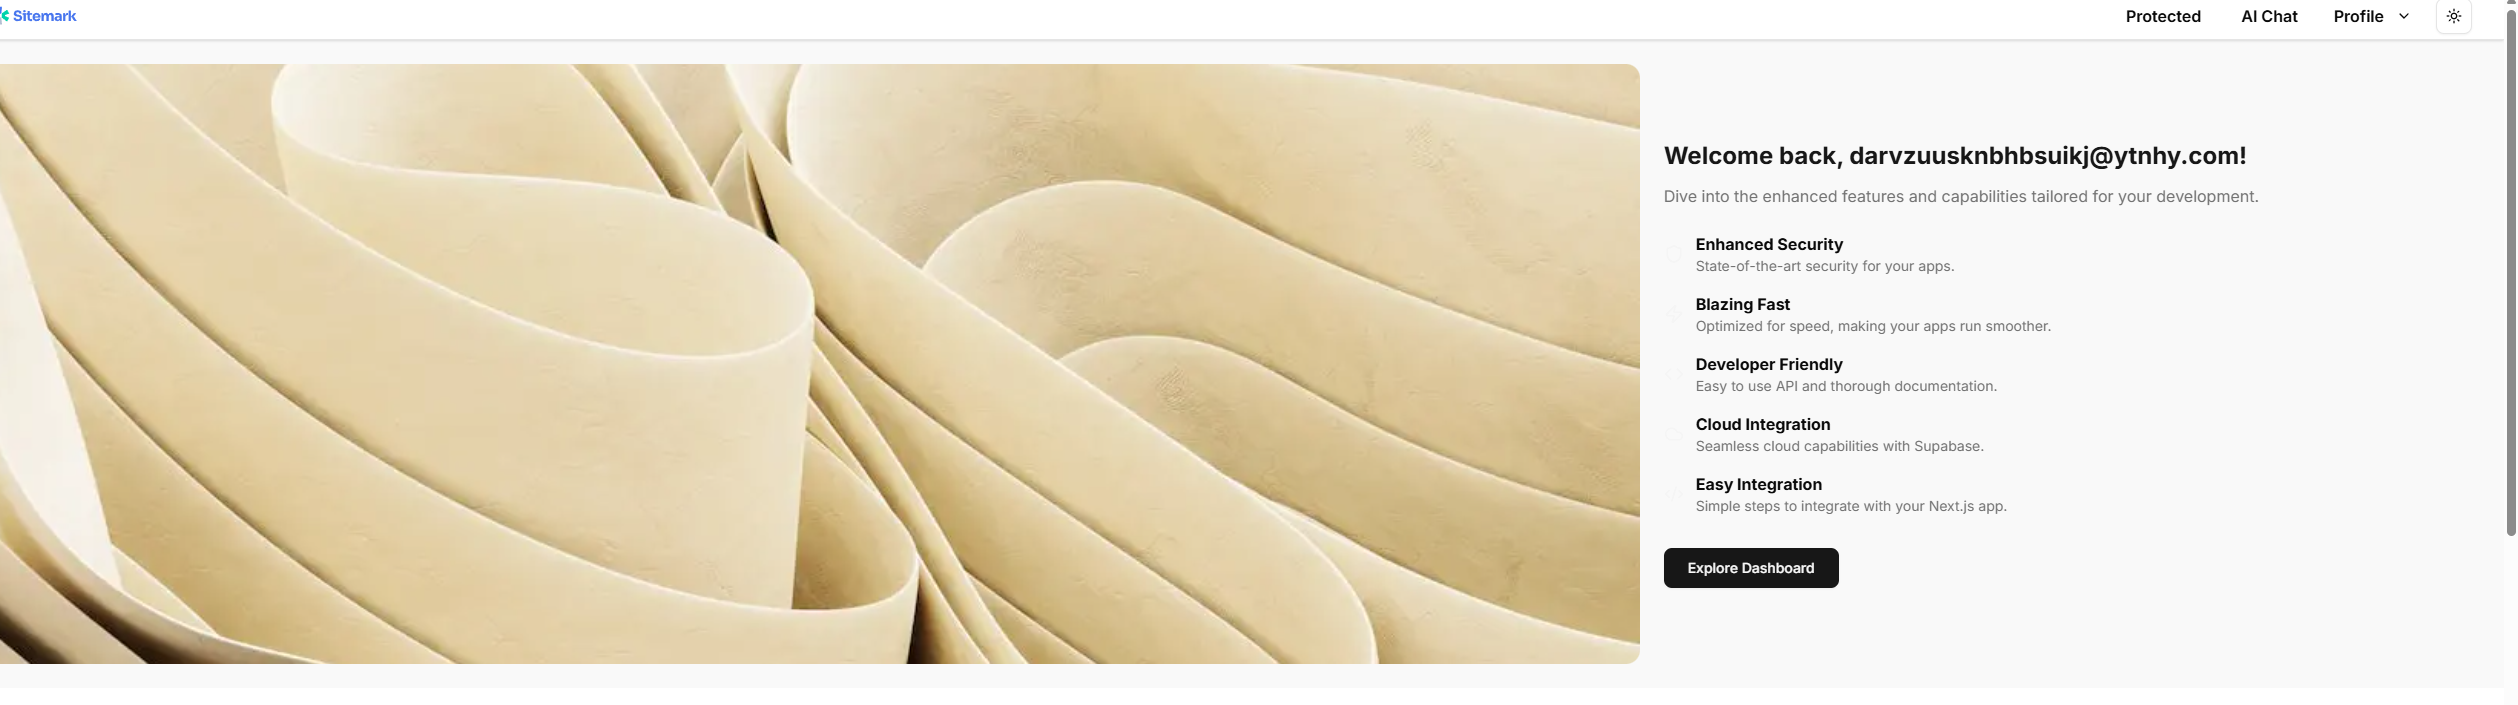 Sitemark
Protected
AI Chat
Profile
Welcome back, darvzuusknbhbsuikj@ytnhy.com!
Dive into the enhanced features and capabilities tailored for your development.
Enhanced Security
State-of-the-art security for your apps.
Blazing Fast
Optimized for speed, making your apps run smoother.
Developer Friendly
Easy to use API and thorough documentation.
Cloud Integration
Seamless cloud capabilities with Supabase.
Easy Integration
Simple steps to integrate with your Next.js app.
Explore Dashboard